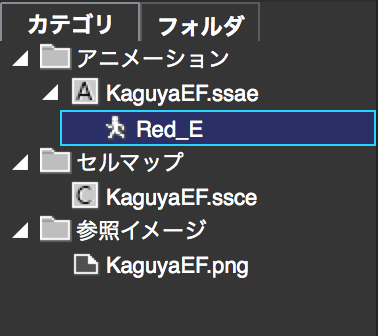 カテゴリ フォルダ
アニメーション
A KaguyaEF.ssae
Red_E
セルマップ
C KaguyaEF.ssce
参照イメージ
KaguyaEF.png